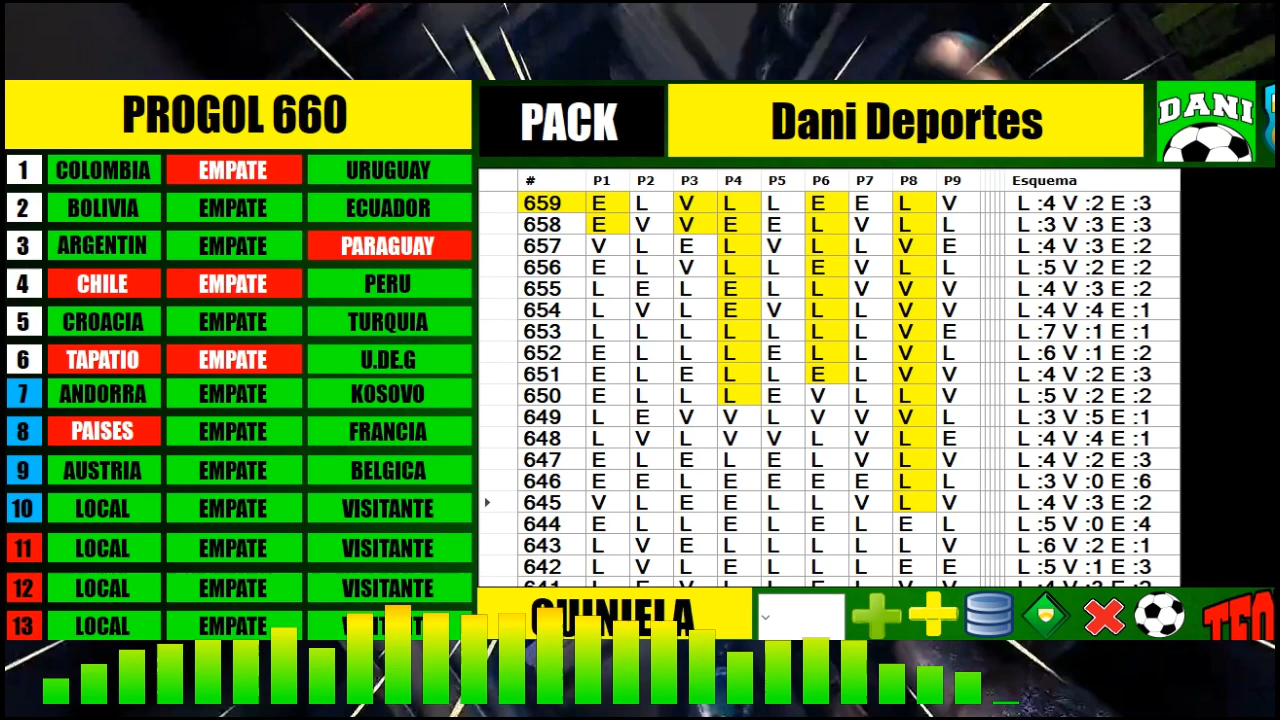 PROGOL 660
PACK
Dani Deportes
DANI
1 COLOMBIA EMPATE URUGUAY
2 BOLIVIA EMPATE ECUADOR
3 ARGENTIN EMPATE PARAGUAY
4 CHILE EMPATE PERU
5 CROACIA EMPATE TURQUIA
6 TAPATIO EMPATE U.DE.G
7 ANDORRA EMPATE KOSOVO
8 PAISES EMPATE FRANCIA
9 AUSTRIA EMPATE BELGICA
10 LOCAL EMPATE VISITANTE
11 LOCAL EMPATE VISITANTE
12 LOCAL EMPATE VISITANTE
13 LOCAL EMPATE
# P1 P2 P3 P4 P5 P6 P7 P8 P9 Esquema
659 E L V L L E E L V L :4 V :2 E :3
658 E V V E E L V L L L :3 V :3 E :3
657 V L E L V L L V E L :4 V :3 E :2
656 E L V L L E V L L L :5 V :2 E :2
655 L E L E L L V V V L :4 V :3 E :2
654 L V L E V L L V V L :4 V :4 E :1
653 L L L L L L L V E L :7 V :1 E :1
652 E L L L E L L V L L :6 V :1 E :2
651 E L E L L E L V V L :4 V :2 E :3
650 E L L L E V L L V L :5 V :2 E :2
649 L E V V L V V V L L :3 V :5 E :1
648 L V L V V L V L E L :4 V :4 E :1
647 E L E L E L V L V L :4 V :2 E :3
646 E E L E E E E L L L :3 V :0 E :6
645 V L E E L L V L V L :4 V :3 E :2
644 E L L E L E L E L L :5 V :0 E :4
643 L V E L L L L L V L :6 V :2 E :1
642 L V L E L L L E E L :5 V :1 E :3
641 L E V L L E L V V L :4 V :3 E :2
QUINIELA
TEO